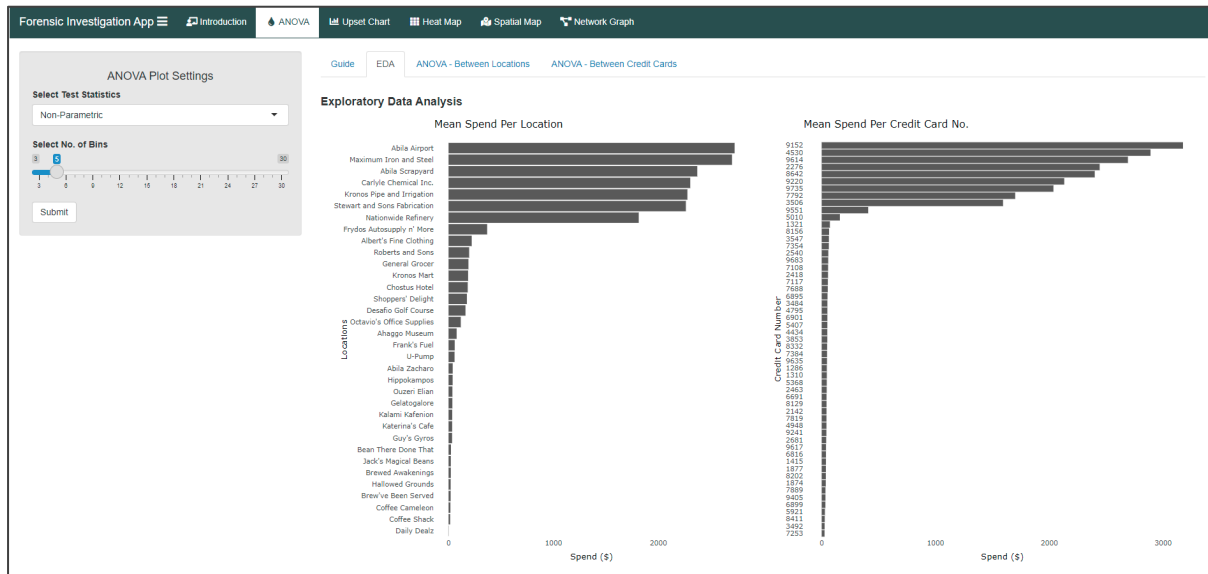 Forensic Investigation App Introduction ANOVA Upset Chart Heat Map Spatial Map Network Graph
ANOVA Plot Settings
Select Test Statistics
Non-Parametric
Select No. of Bins
3 5 30
3 6 9 12 15 18 21 24 27 30
Submit
Guide EDA ANOVA - Between Locations ANOVA - Between Credit Cards
Exploratory Data Analysis
Mean Spend Per Location
Locations
Abila Airport
Maximum Iron and Steel
Abila Scrapyard
Carlyle Chemical Inc.
Kronos Pipe and Irrigation
Stewart and Sons Fabrication
Nationwide Refinery
Frydos Autosupply n' More
Albert's Fine Clothing
Roberts and Sons
General Grocer
Kronos Mart
Chostus Hotel
Shoppers' Delight
Desafio Golf Course
Octavio's Office Supplies
Ahaggo Museum
Frank's Fuel
U-Pump
Abila Zacharo
Hippokampos
Ouzeri Elian
Gelatogalore
Kalami Kafenion
Katerina's Cafe
Guy's Gyros
Bean There Done That
Jack's Magical Beans
Brewed Awakenings
Hallowed Grounds
Brew've Been Served
Coffee Cameleon
Coffee Shack
Daily Dealz
0 1000 2000
Spend ($)
Mean Spend Per Credit Card No.
Credit Card Number
9152
4530
9614
2276
8642
9220
9735
7792
3506
9551
5010
1321
8156
3547
7354
2540
9683
7108
2418
7117
7688
6895
3484
4795
6901
5407
4434
3853
8332
7384
9635
1286
1310
5368
2463
6691
8129
2142
7819
4948
9241
2681
9617
6816
1415
1877
8202
1874
7889
9405
6899
5921
8411
3492
7253
0 1000 2000 3000
Spend ($)